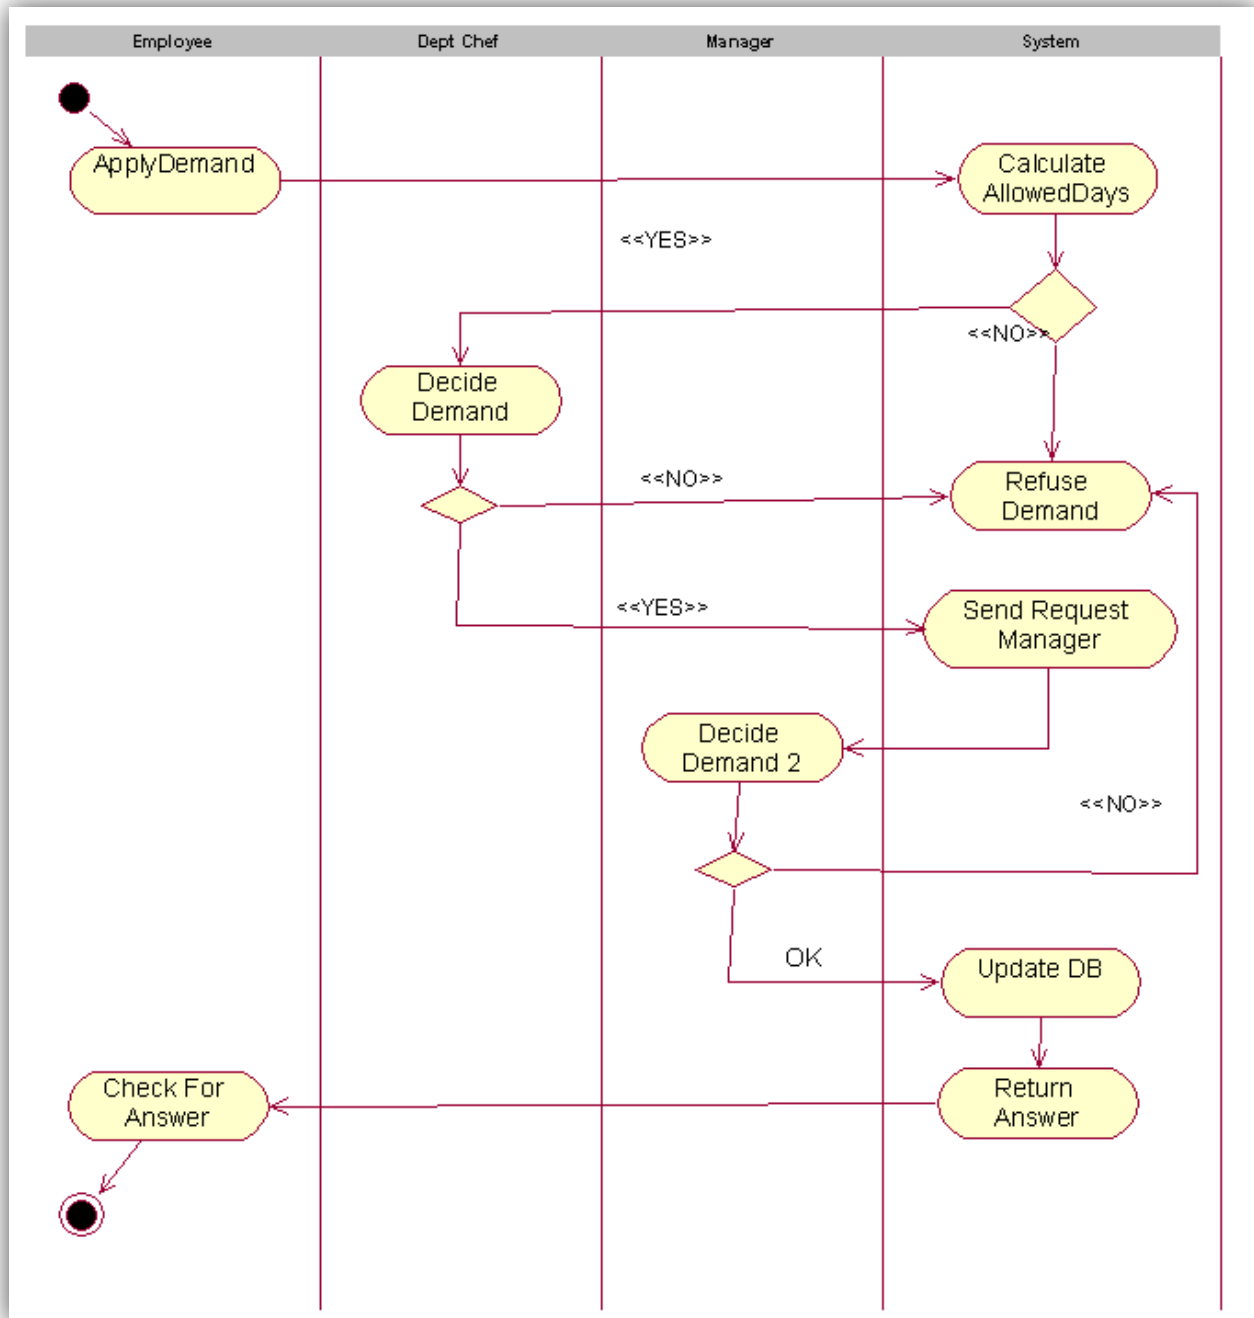 Employee
Dept Chef
Manager
System
ApplyDemand
Calculate
AllowedDays
<<YES>>
<<NO>>
Decide
Demand
<<NO>>
Refuse
Demand
<<YES>>
Send Request
Manager
Decide
Demand 2
<<NO>>
OK
Update DB
Check For
Answer
Return
Answer